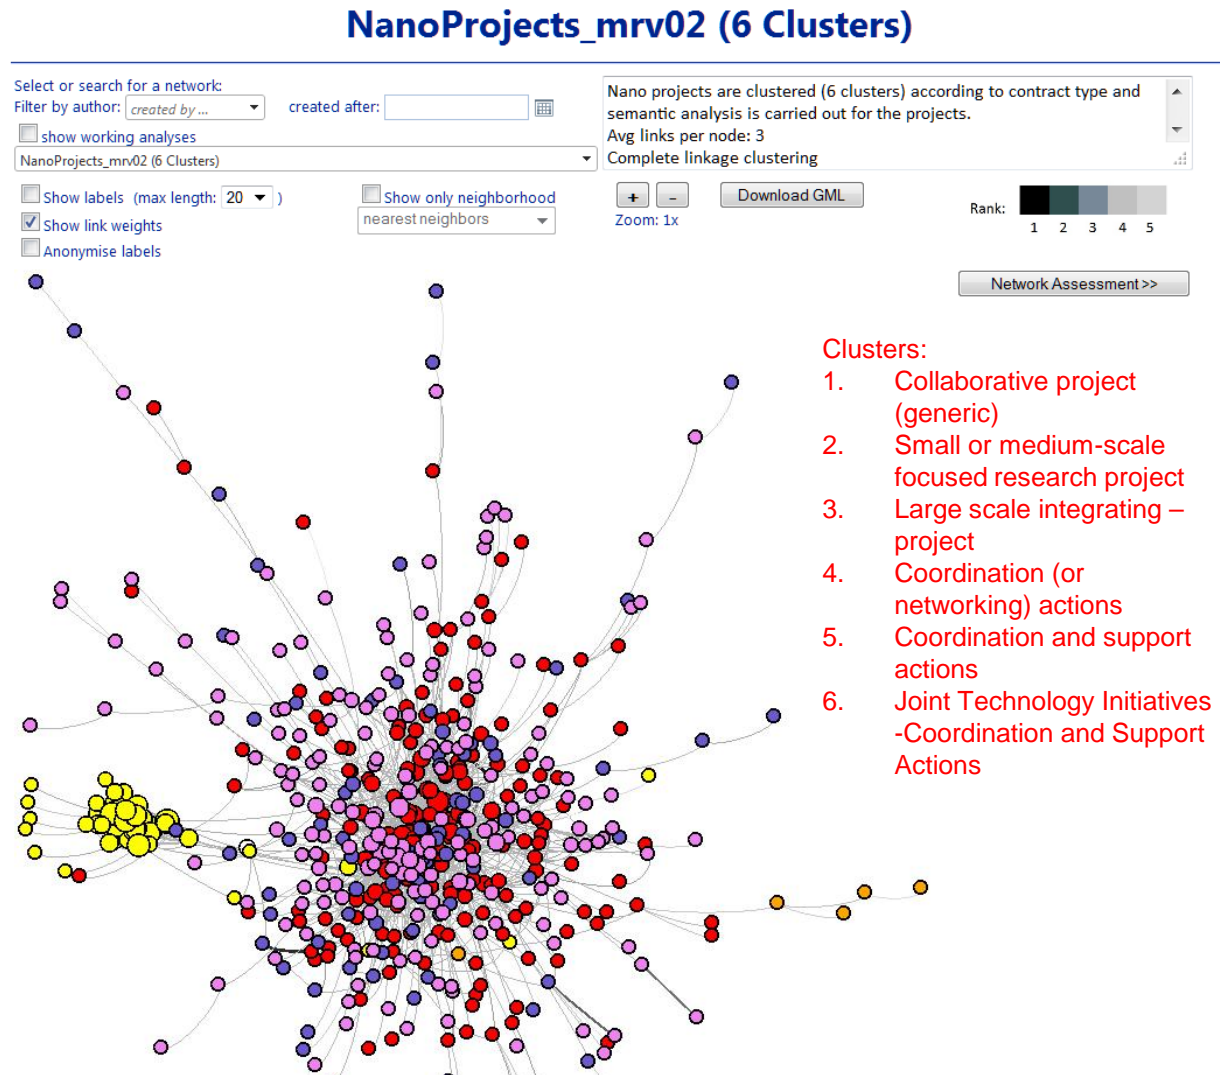 NanoProjects_mrv02 (6 Clusters)
Select or search for a network:
Filter by author: created by ... created after:
show working analyses
NanoProjects_mrv02 (6 Clusters)
Nano projects are clustered (6 clusters) according to contract type and
semantic analysis is carried out for the projects.
Avg links per node: 3
Complete linkage clustering
Show labels (max length: 20 )
Show only neighborhood
Show link weights
nearest neighbors
Anonymise labels
+ - Download GML
Zoom: 1x
Rank:
1 2 3 4 5
Network Assessment >>
Clusters:
1. Collaborative project
(generic)
2. Small or medium-scale
focused research project
3. Large scale integrating –
project
4. Coordination (or
networking) actions
5. Coordination and support
actions
6. Joint Technology Initiatives
-Coordination and Support
Actions